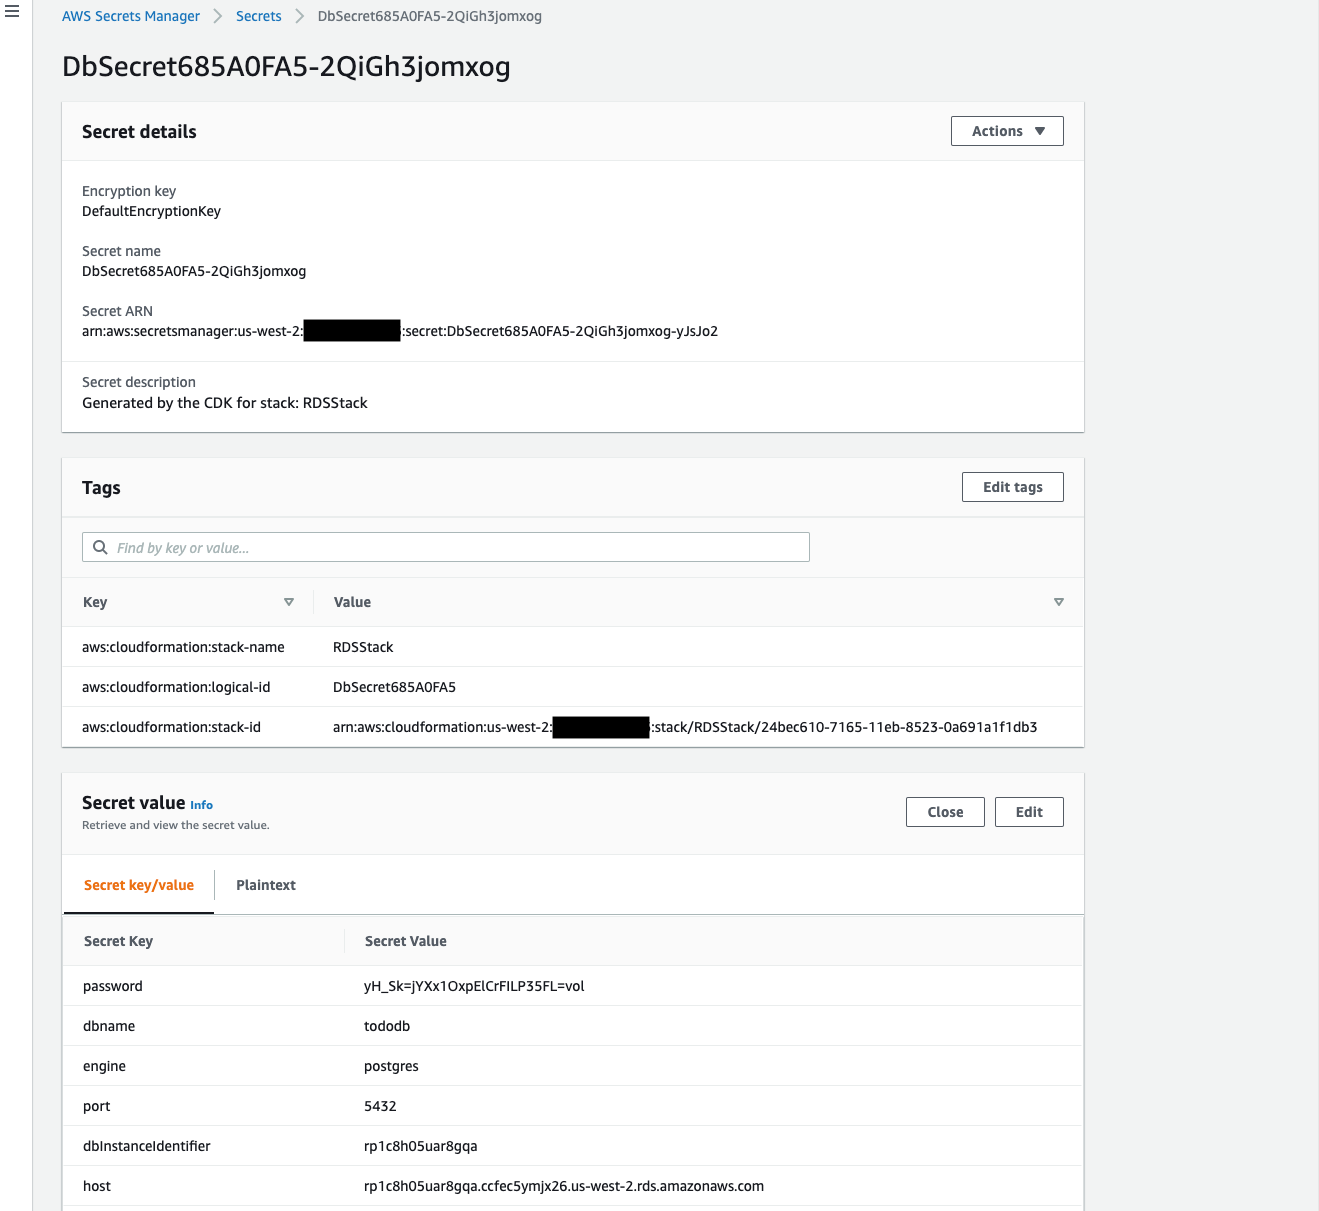 AWS Secrets Manager > Secrets > DbSecret685A0FA5-2QiGh3jomxog
DbSecret685A0FA5-2QiGh3jomxog
Secret details
Actions ▼
Encryption key
DefaultEncryptionKey
Secret name
DbSecret685A0FA5-2QiGh3jomxog
Secret ARN
arn:aws:secretsmanager:us-west-2: :secret:DbSecret685A0FA5-2QiGh3jomxog-yJsJo2
Secret description
Generated by the CDK for stack: RDSStack
Tags
Edit tags
Find by key or value...
Key Value
aws:cloudformation:stack-name RDSStack
aws:cloudformation:logical-id DbSecret685A0FA5
aws:cloudformation:stack-id arn:aws:cloudformation:us-west-2: :stack/RDSStack/24bec610-7165-11eb-8523-0a691a1f1db3
Secret value Info
Retrieve and view the secret value.
Close Edit
Secret key/value Plaintext
Secret Key Secret Value
password yH_Sk=jYXx1OxpElCrFILP35FL=vol
dbname tododb
engine postgres
port 5432
dbInstanceIdentifier rp1c8h05uar8gqa
host rp1c8h05uar8gqa.ccfec5ymjx26.us-west-2.rds.amazonaws.com